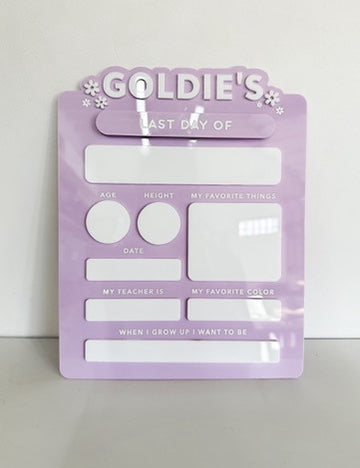 GOLDIE'S
LAST DAY OF
AGE HEIGHT MY FAVORITE THINGS
DATE
MY TEACHER IS MY FAVORITE COLOR
WHEN I GROW UP I WANT TO BE